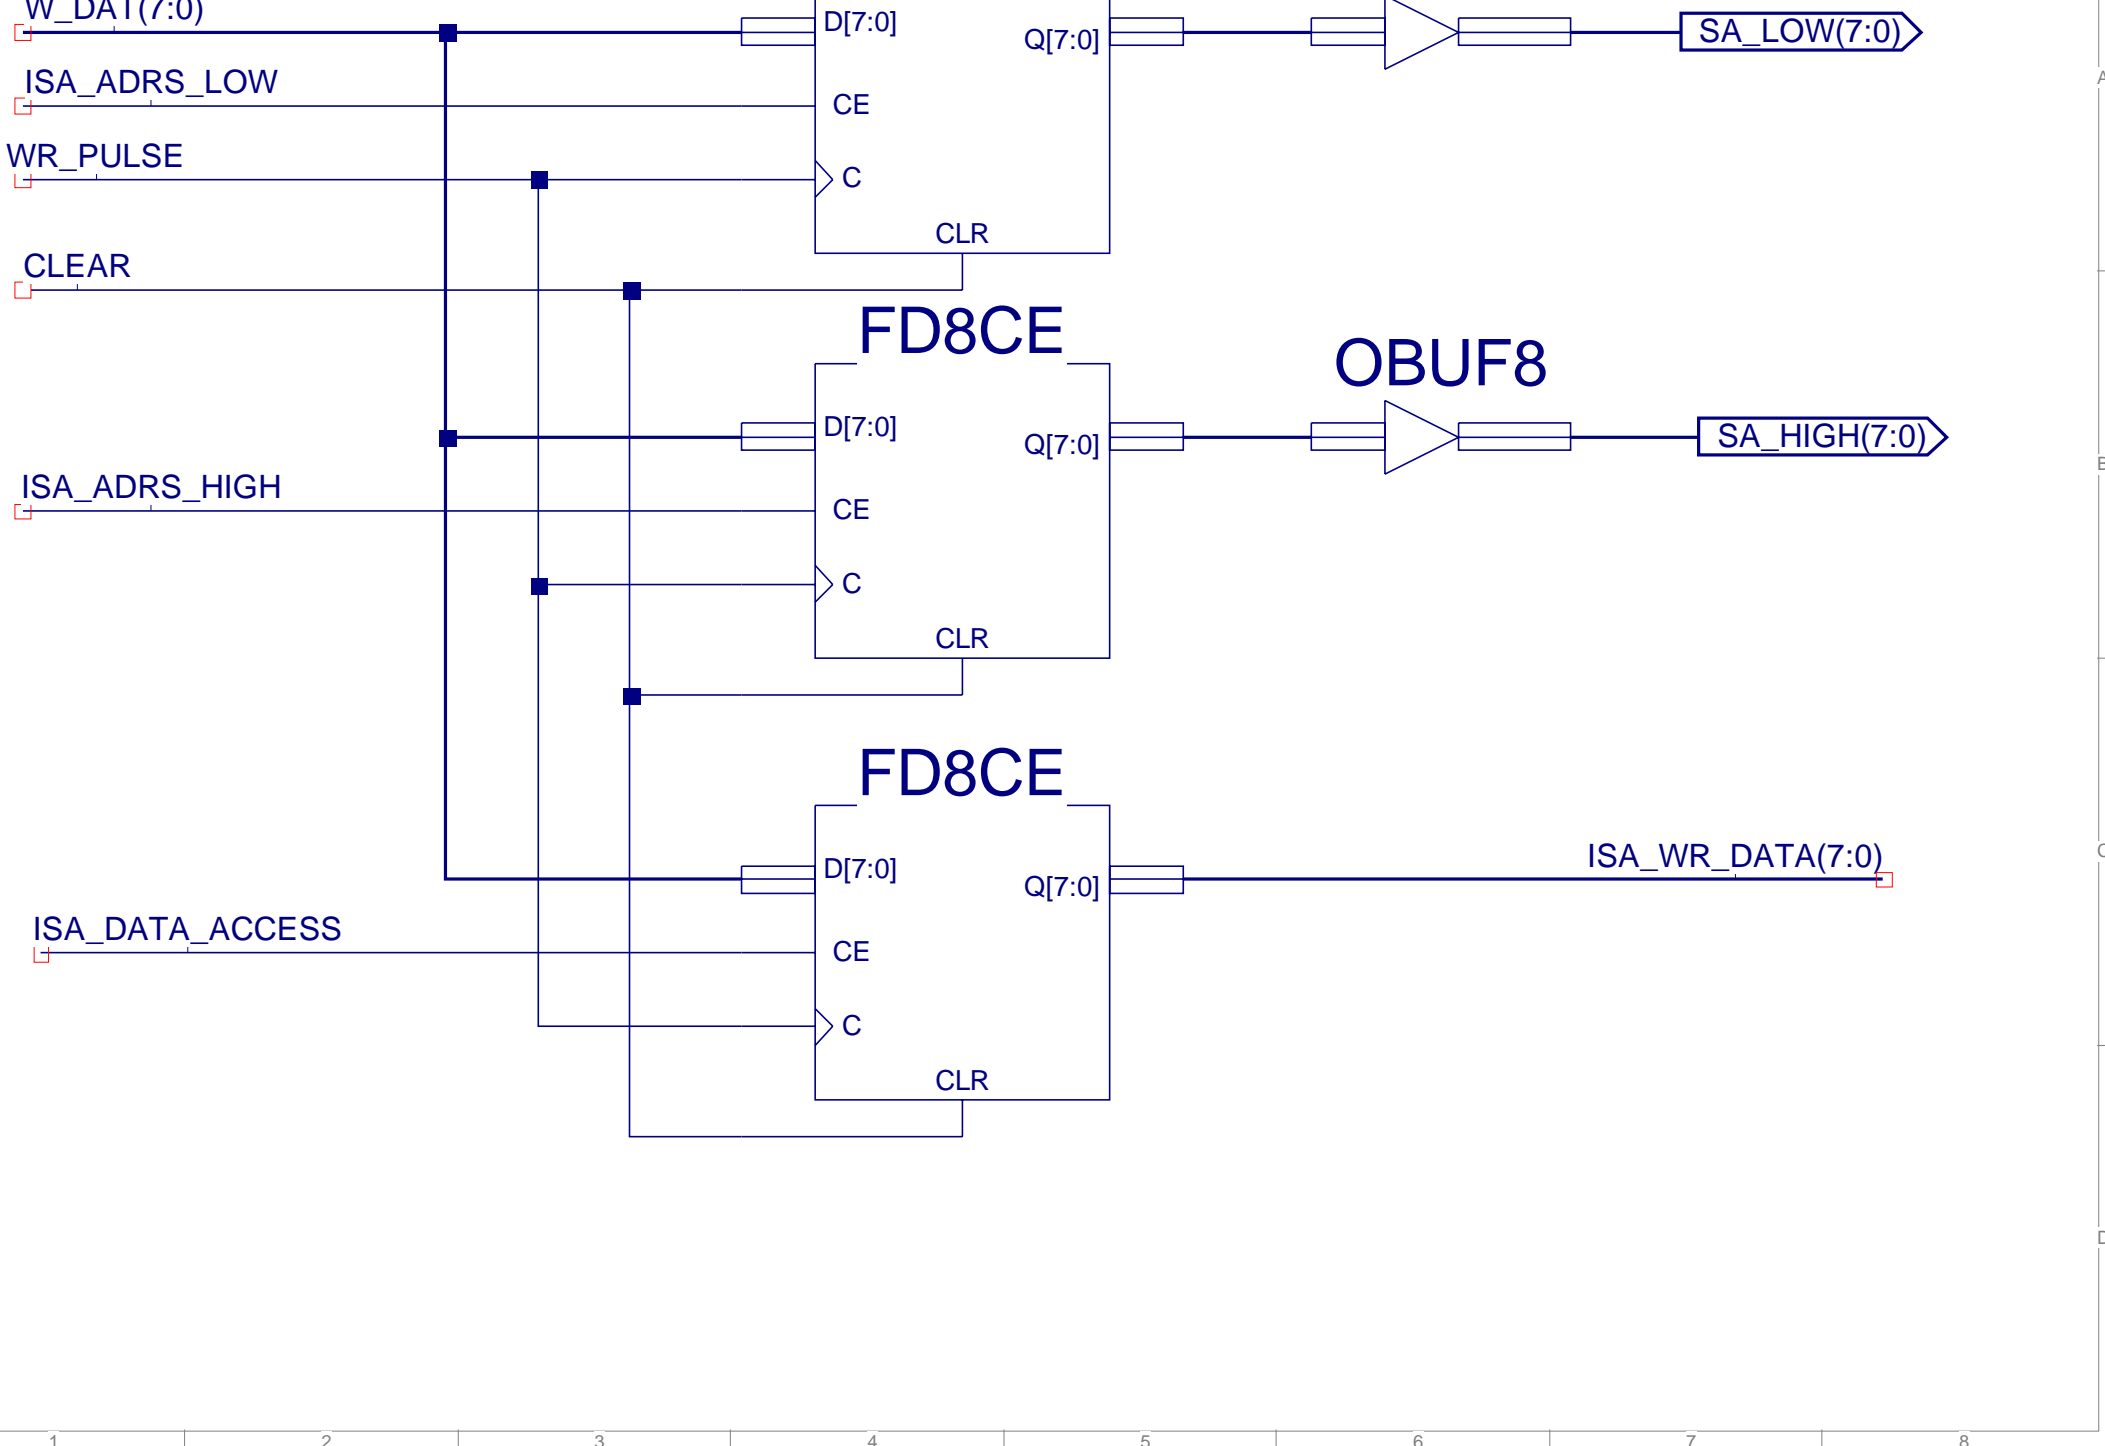 W_DAT(7:0)
D[7:0]
Q[7:0]
SA_LOW(7:0)
ISA_ADRS_LOW
CE
A
WR_PULSE
C
CLR
CLEAR
FD8CE
OBUF8
D[7:0]
Q[7:0]
SA_HIGH(7:0)
B
ISA_ADRS_HIGH
CE
C
CLR
FD8CE
D[7:0]
Q[7:0]
ISA_WR_DATA(7:0)
C
ISA_DATA_ACCESS
CE
C
CLR
D
1 2 3 4 5 6 7 8